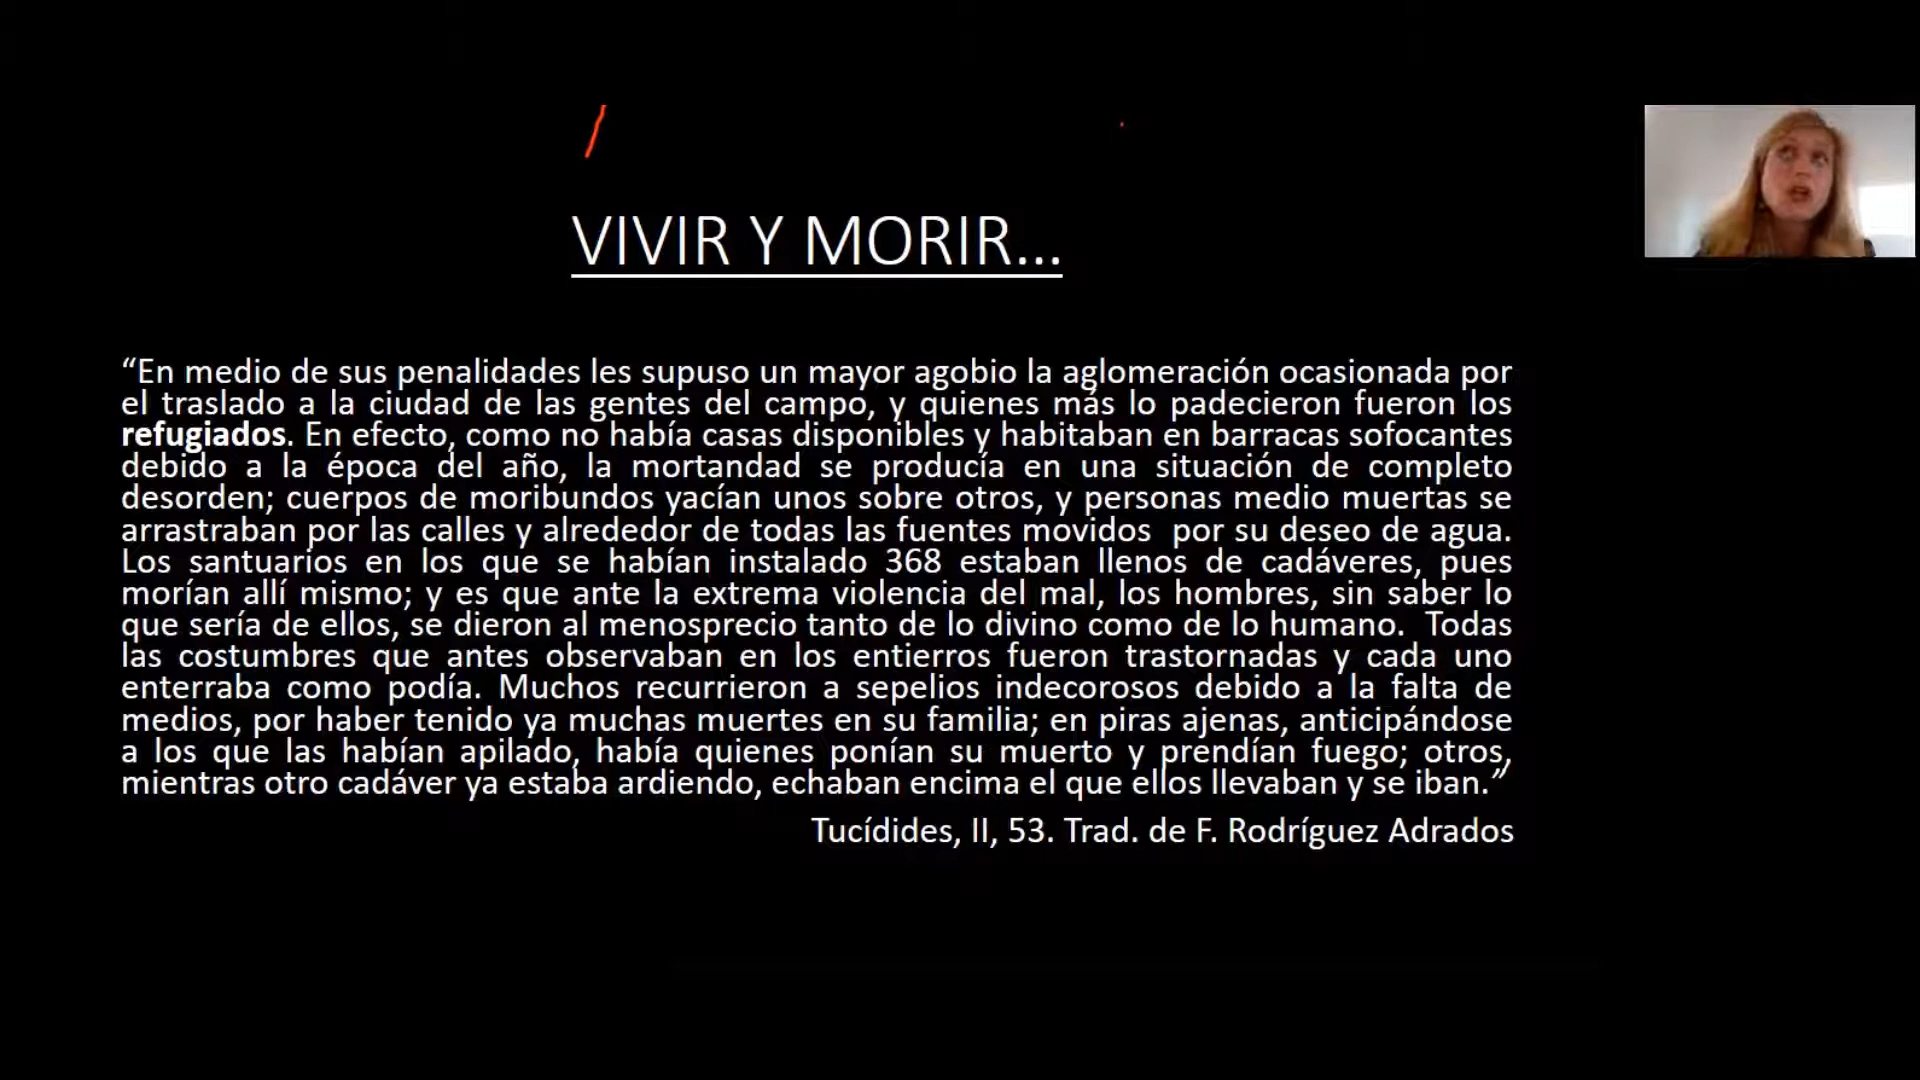 VIVIR Y MORIR...
“En medio de sus penalidades les supuso un mayor agobio la aglomeración ocasionada por
el traslado a la ciudad de las gentes del campo, y quienes más lo padecieron fueron los
refugiados. En efecto, como no había casas disponibles y habitaban en barracas sofocantes
debido a la época del año, la mortandad se producía en una situación de completo
desorden; cuerpos de moribundos yacían unos sobre otros, y personas medio muertas se
arrastraban por las calles y alrededor de todas las fuentes movidos por su deseo de agua.
Los santuarios en los que se habían instalado 368 estaban llenos de cadáveres, pues
morían allí mismo; y es que ante la extrema violencia del mal, los hombres, sin saber lo
que sería de ellos, se dieron al menosprecio tanto de lo divino como de lo humano. Todas
las costumbres que antes observaban en los entierros fueron trastornadas y cada uno
enterraba como podía. Muchos recurrieron a sepelios indecorosos debido a la falta de
medios, por haber tenido ya muchas muertes en su familia; en piras ajenas, anticipándose
a los que las habían apilado, había quienes ponían su muerto y prendían fuego; otros,
mientras otro cadáver ya estaba ardiendo, echaban encima el que ellos llevaban y se iban.”
Tucídides, II, 53. Trad. de F. Rodríguez Adrados